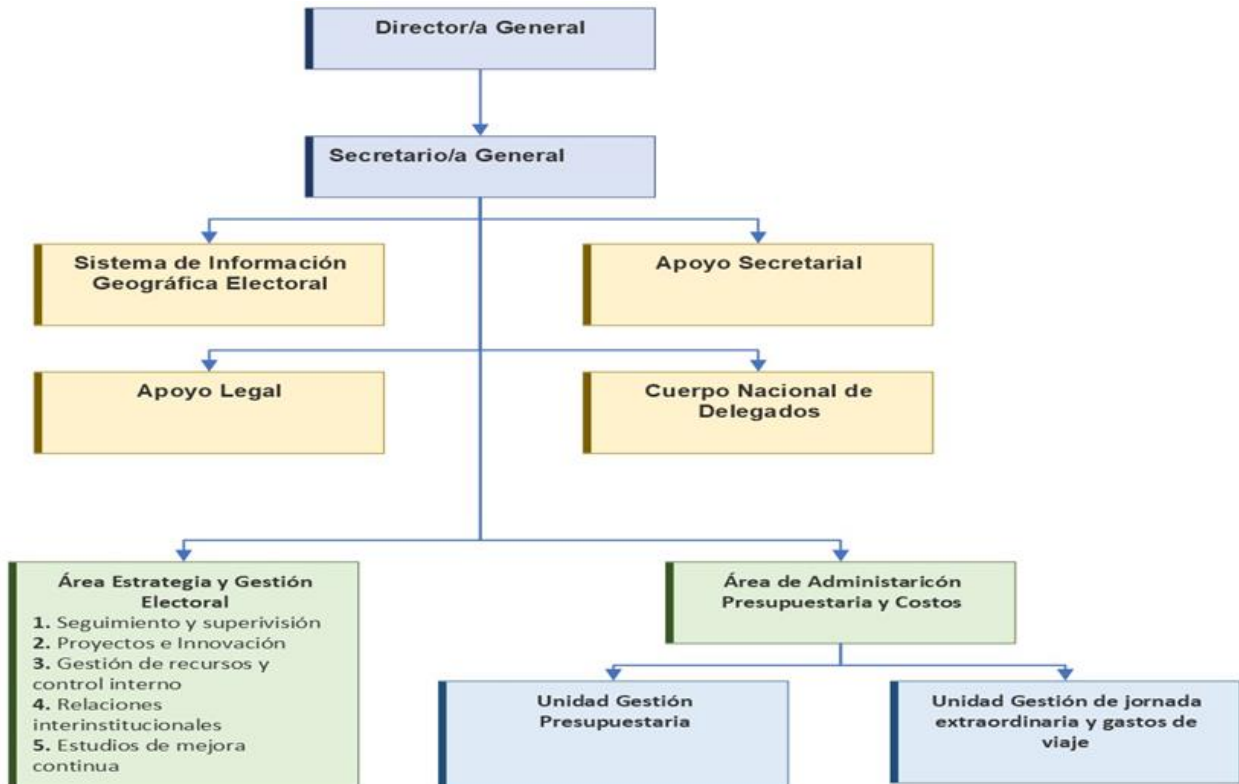 Director/a General
Secretario/a General
Sistema de Información
Geográfica Electoral
Apoyo Secretarial
Apoyo Legal
Cuerpo Nacional de
Delegados
Área Estrategia y Gestión
Electoral
1. Seguimiento y superivisión
2. Proyectos e Innovación
3. Gestión de recursos y
control interno
4. Relaciones
interinstitucionales
5. Estudios de mejora
continua
Área de Administaricón
Presupuestaria y Costos
Unidad Gestión
Presupuestaria
Unidad Gestión de jornada
extraordinaria y gastos de
viaje